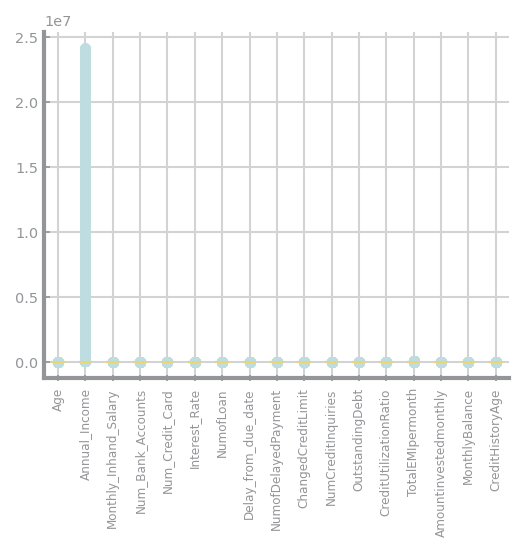 1e7
2.5
2.0
1.5
1.0
0.5
0.0
Age
Annual_Income
Monthly_Inhand_Salary
Num_Bank_Accounts
Num_Credit_Card
Interest_Rate
NumofLoan
Delay_from_due_date
NumofDelayedPayment
ChangedCreditLimit
NumCreditInquiries
OutstandingDebt
CreditUtilizationRatio
TotalEMIpermonth
Amountinvestedmonthly
MonthlyBalance
CreditHistoryAge